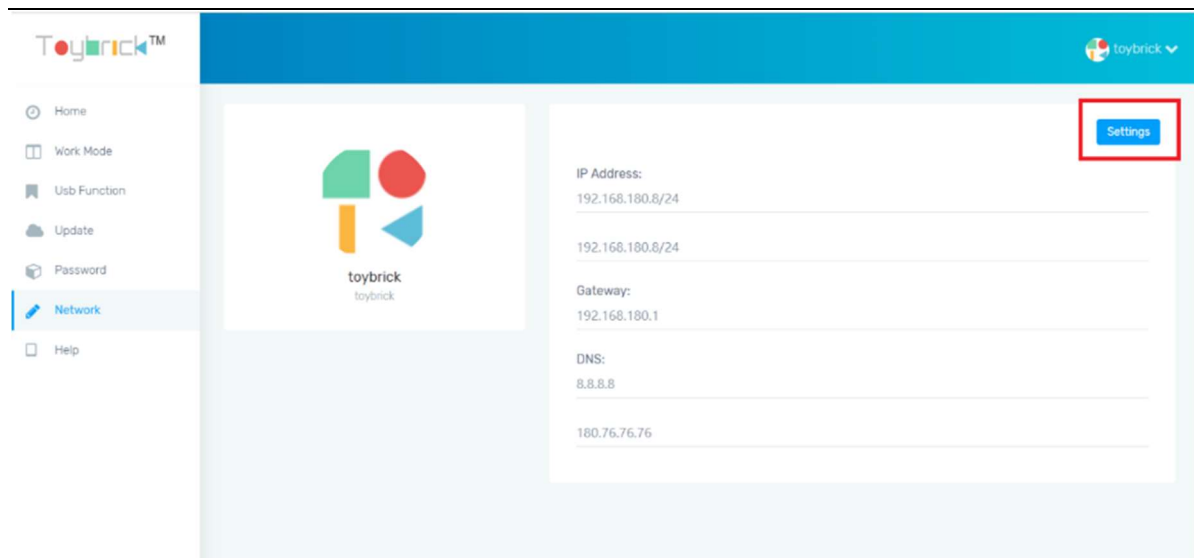 Toybrick™
toybrick
Home
Work Mode
Usb Function
Update
Password
Network
Help
toybrick
toybrick
Settings
IP Address:
192.168.180.8/24
192.168.180.8/24
Gateway:
192.168.180.1
DNS:
8.8.8.8
180.76.76.76